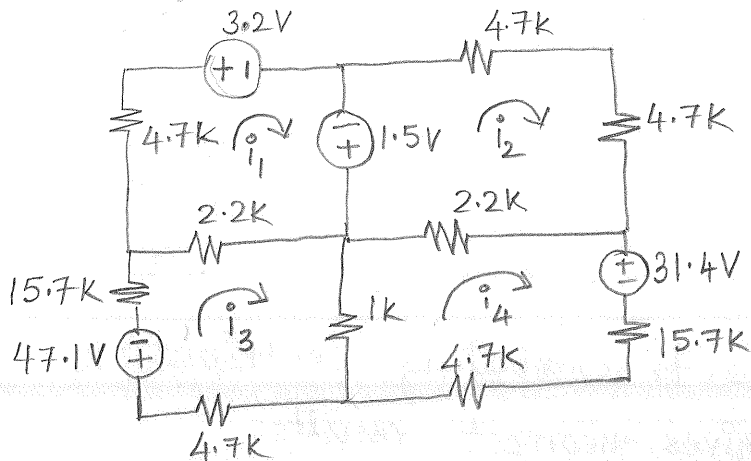 3.2V
4.7K
+ -
4.7K
i1
-
+
1.5V
i2
4.7K
2.2K
2.2K
15.7K
i3
1K
i4
+
-
31.4V
47.1V
-
+
4.7K
15.7K
4.7K